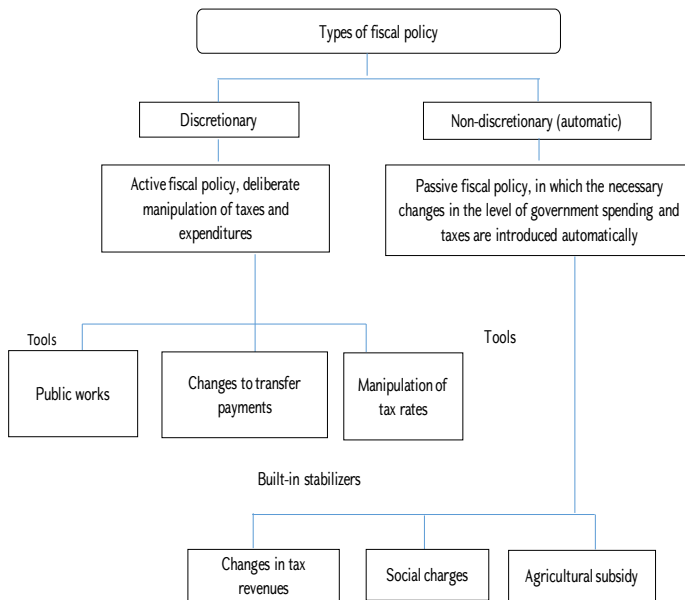 Types of fiscal policy
Discretionary
Non-discretionary (automatic)
Active fiscal policy, deliberate
manipulation of taxes and
expenditures
Passive fiscal policy, in which the necessary
changes in the level of government spending and
taxes are introduced automatically
Tools
Tools
Public works
Changes to transfer
payments
Manipulation of
tax rates
Built-in stabilizers
Changes in tax
revenues
Social charges
Agricultural subsidy